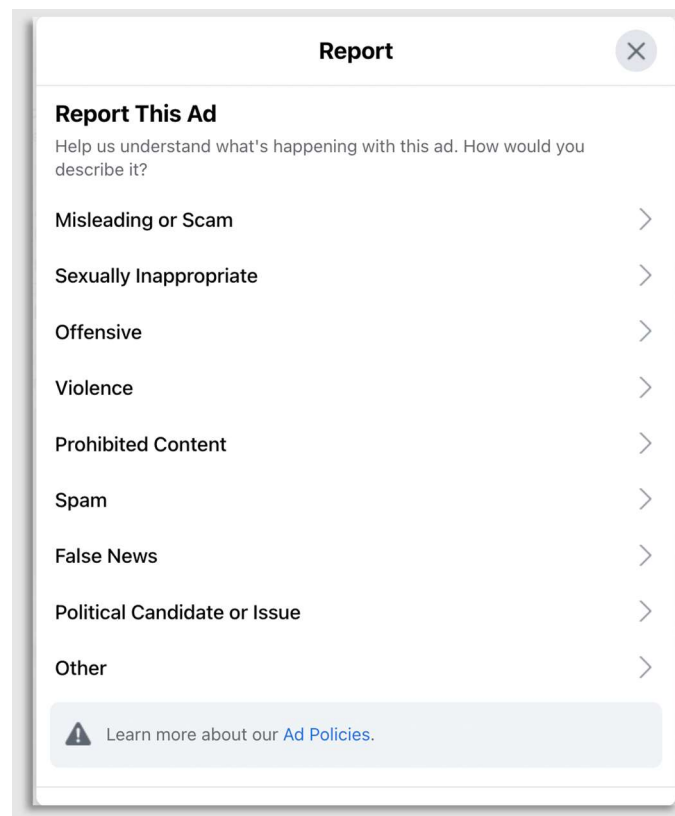 Report
Report This Ad
Help us understand what's happening with this ad. How would you
describe it?
Misleading or Scam
Sexually Inappropriate
Offensive
Violence
Prohibited Content
Spam
False News
Political Candidate or Issue
Other
Learn more about our Ad Policies.